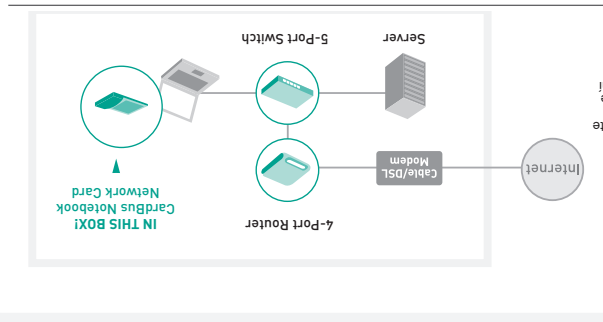 IN THIS BOX!
CardBus Notebook
Network Card
4-Port Router
Cable/DSL
Modem
Internet
5-Port Switch
Server